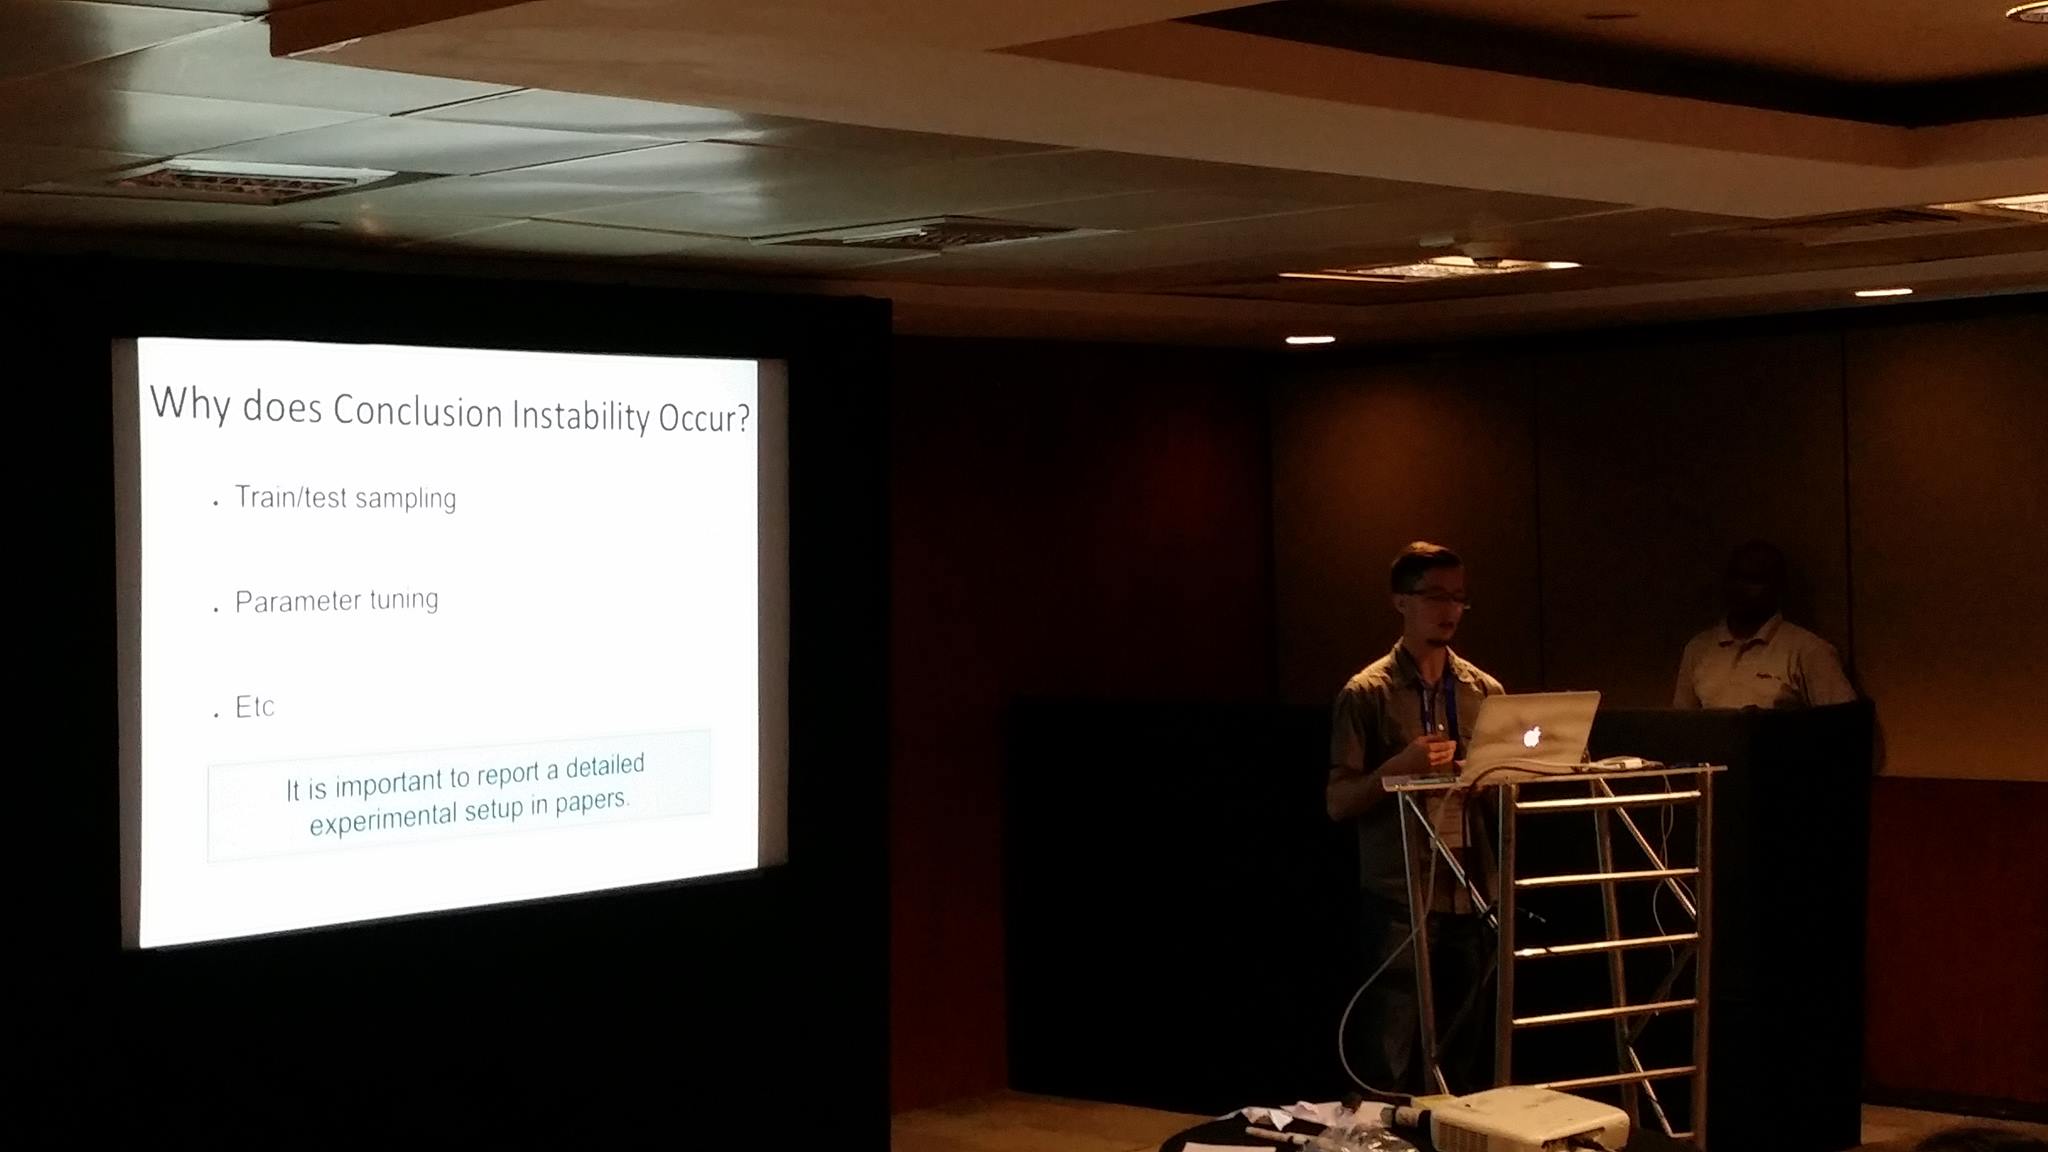 Why does Conclusion Instability Occur?
. Train/test sampling
. Parameter tuning
. Etc
It is important to report a detailed
experimental setup in papers.